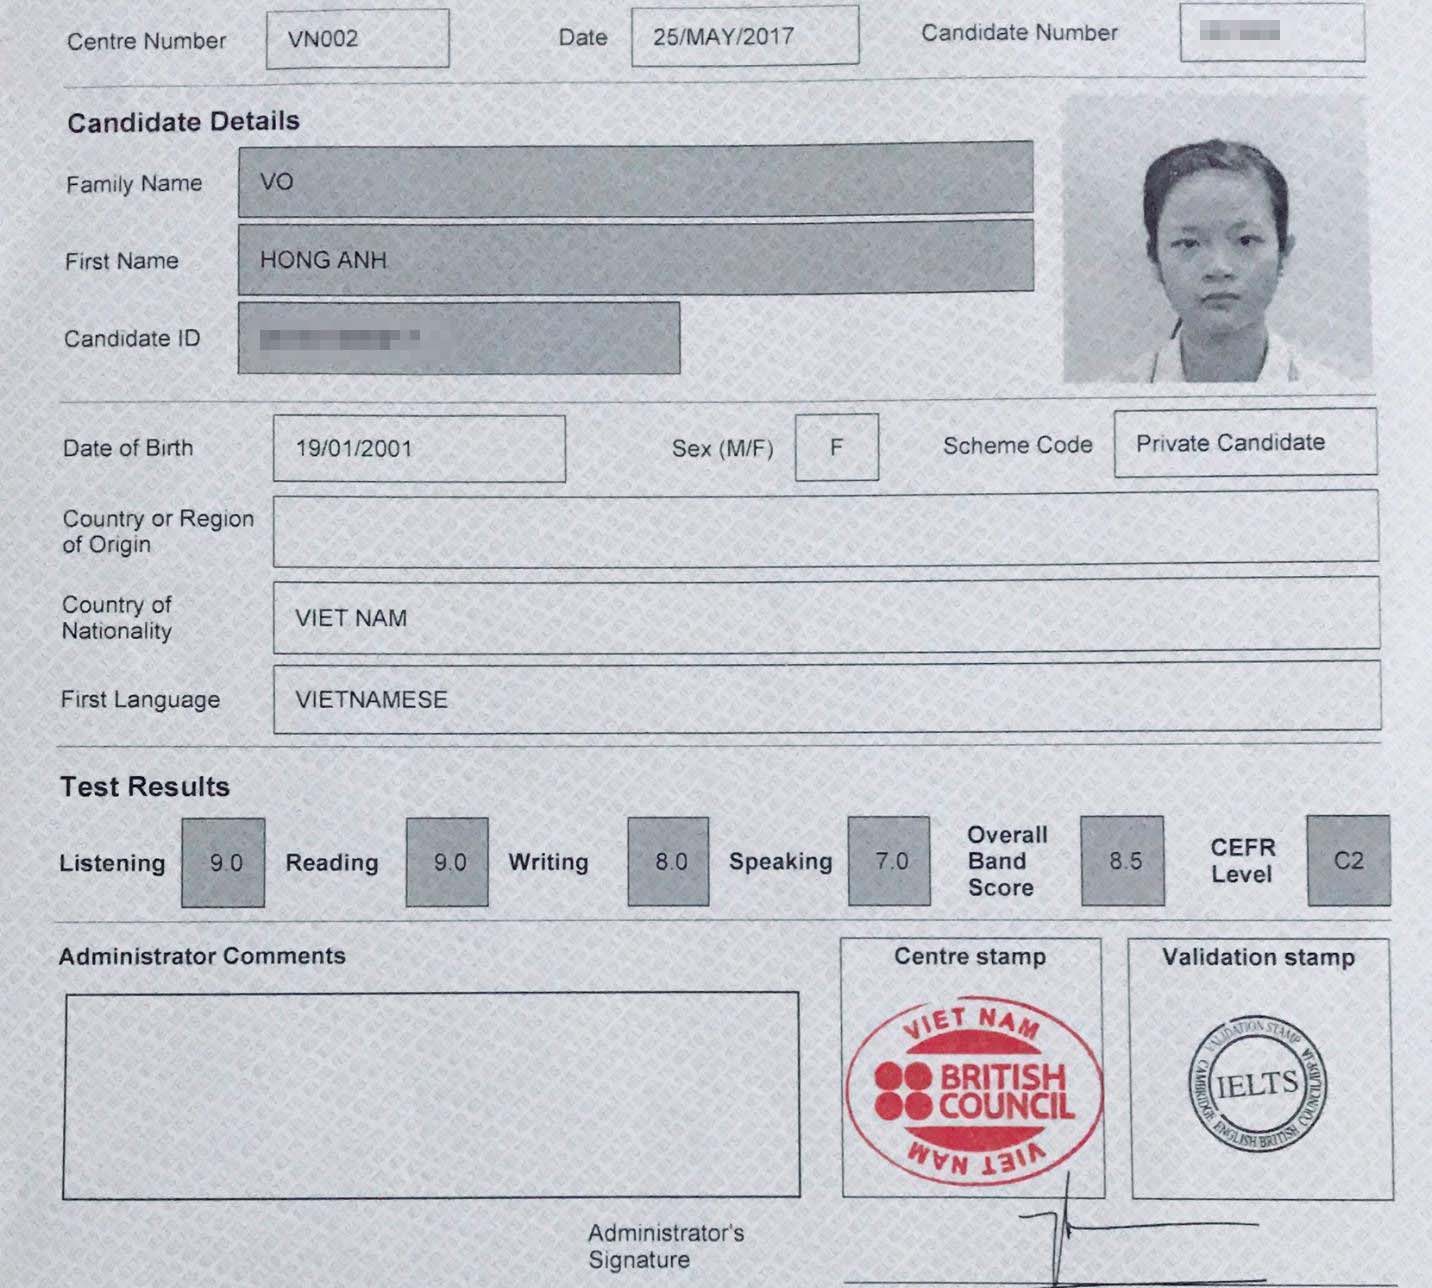 Centre Number VN002 Date 25/MAY/2017 Candidate Number
Candidate Details
Family Name VO
First Name HONG ANH
Candidate ID
Date of Birth 19/01/2001 Sex (M/F) F Scheme Code Private Candidate
Country or Region
of Origin
Country of
Nationality
VIET NAM
First Language VIETNAMESE
Test Results
Listening 9.0 Reading 9.0 Writing 8.0 Speaking 7.0
Overall
Band
Score
8.5
CEFR
Level
C2
Administrator Comments
Centre stamp
VIET NAM
BRITISH
COUNCIL
VIET NAM
Validation stamp
VALIDATION STAMP
IELTS
CAMBRIDGE ENGLISH BRITISH COUNCIL IDP:IA
Administrator's
Signature